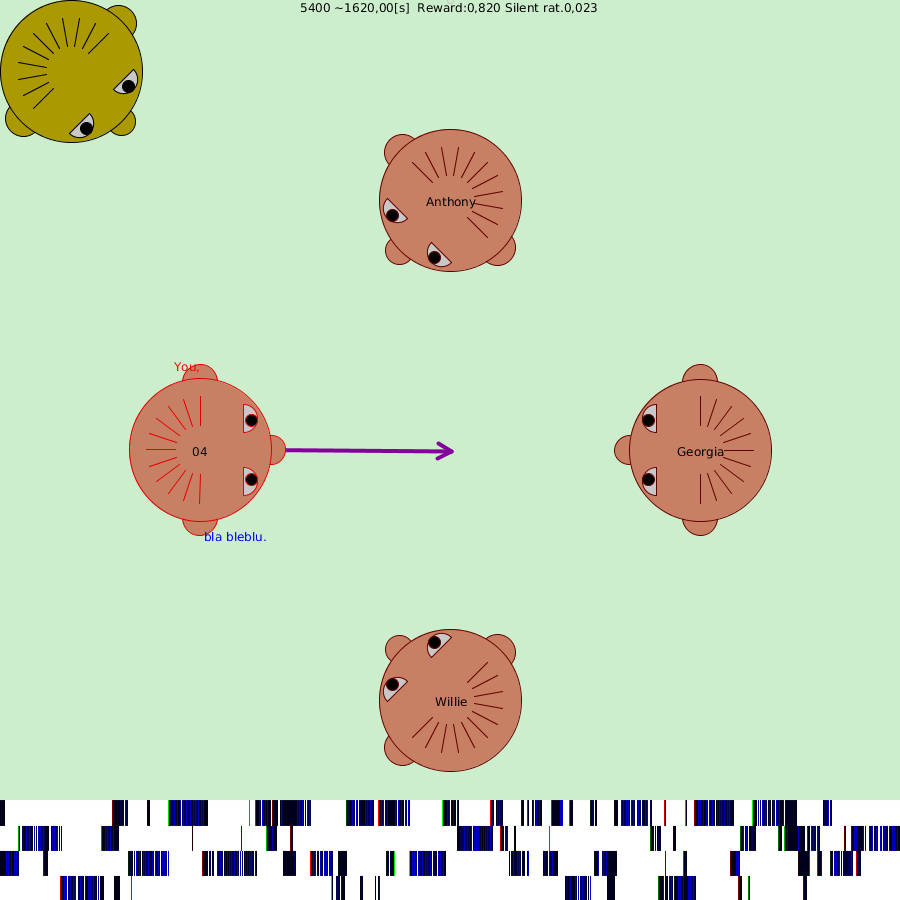 5400 ~1620,00[s]  Reward:0,820 Silent rat.0,023
Anthony
You,
04
Georgia
bla bleblu.
Willie